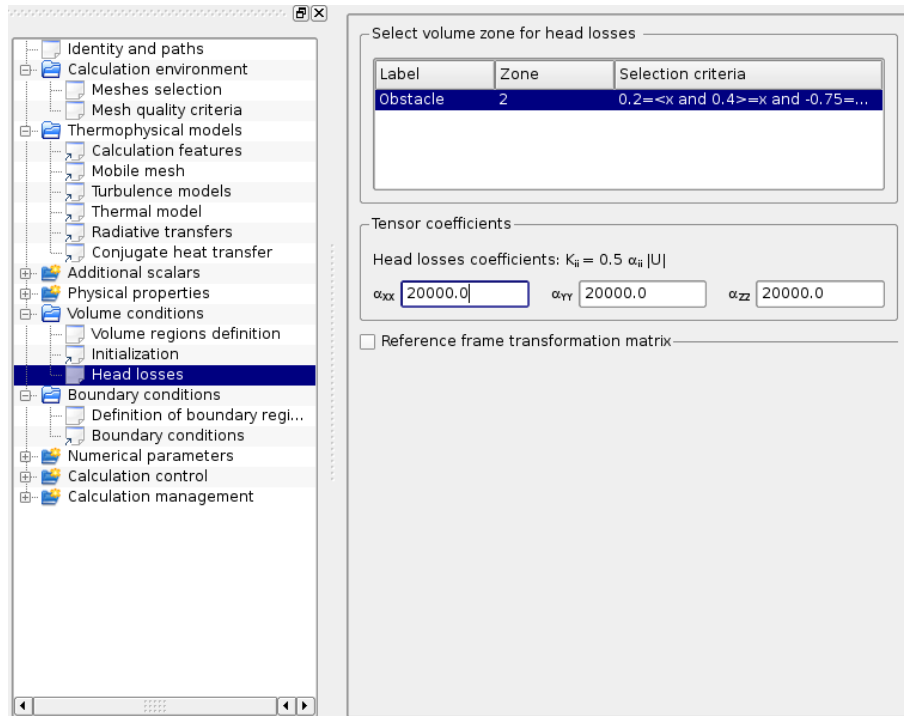 Identity and paths
Calculation environment
Meshes selection
Mesh quality criteria
Thermophysical models
Calculation features
Mobile mesh
Turbulence models
Thermal model
Radiative transfers
Conjugate heat transfer
Additional scalars
Physical properties
Volume conditions
Volume regions definition
Initialization
Head losses
Boundary conditions
Definition of boundary regi...
Boundary conditions
Numerical parameters
Calculation control
Calculation management
Select volume zone for head losses
Label Zone Selection criteria
Obstacle 2 0.2=<x and 0.4>=x and -0.75=...
Tensor coefficients
Head losses coefficients: Kᵢᵢ = 0.5 αᵢᵢ |U|
αXX 20000.0 αYY 20000.0 αZZ 20000.0
Reference frame transformation matrix